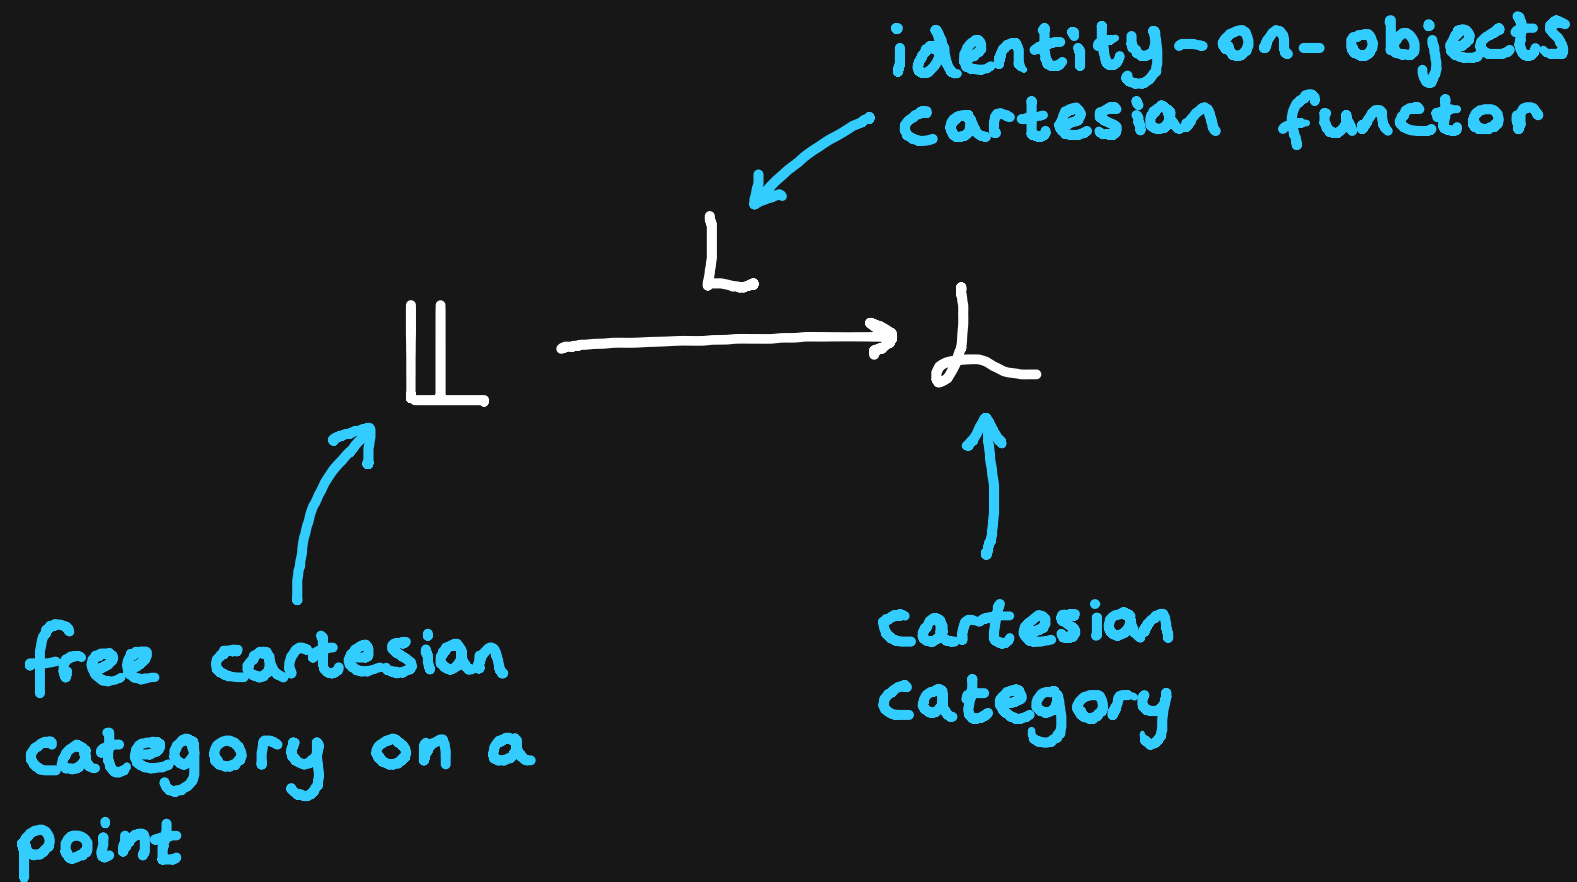 identity-on-objects
cartesian functor
L
𝕃 ℒ
free cartesian
category on a
point
cartesian
category